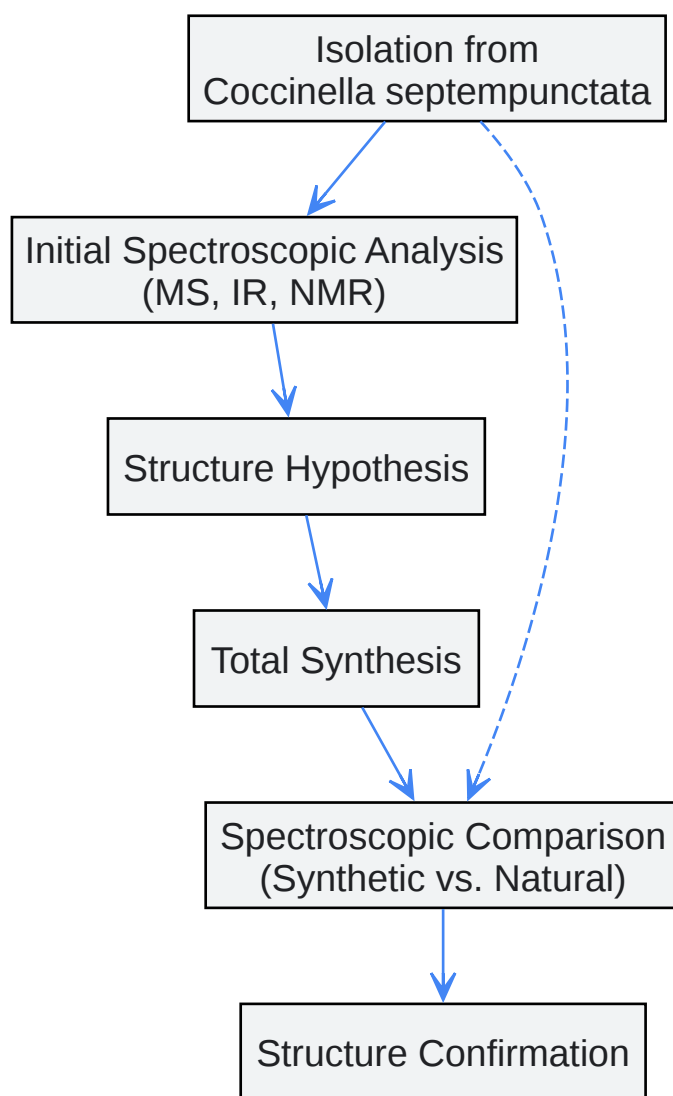 Isolation from
Coccinella septempunctata
Initial Spectroscopic Analysis
(MS, IR, NMR)
Structure Hypothesis
Total Synthesis
Spectroscopic Comparison
(Synthetic vs. Natural)
Structure Confirmation